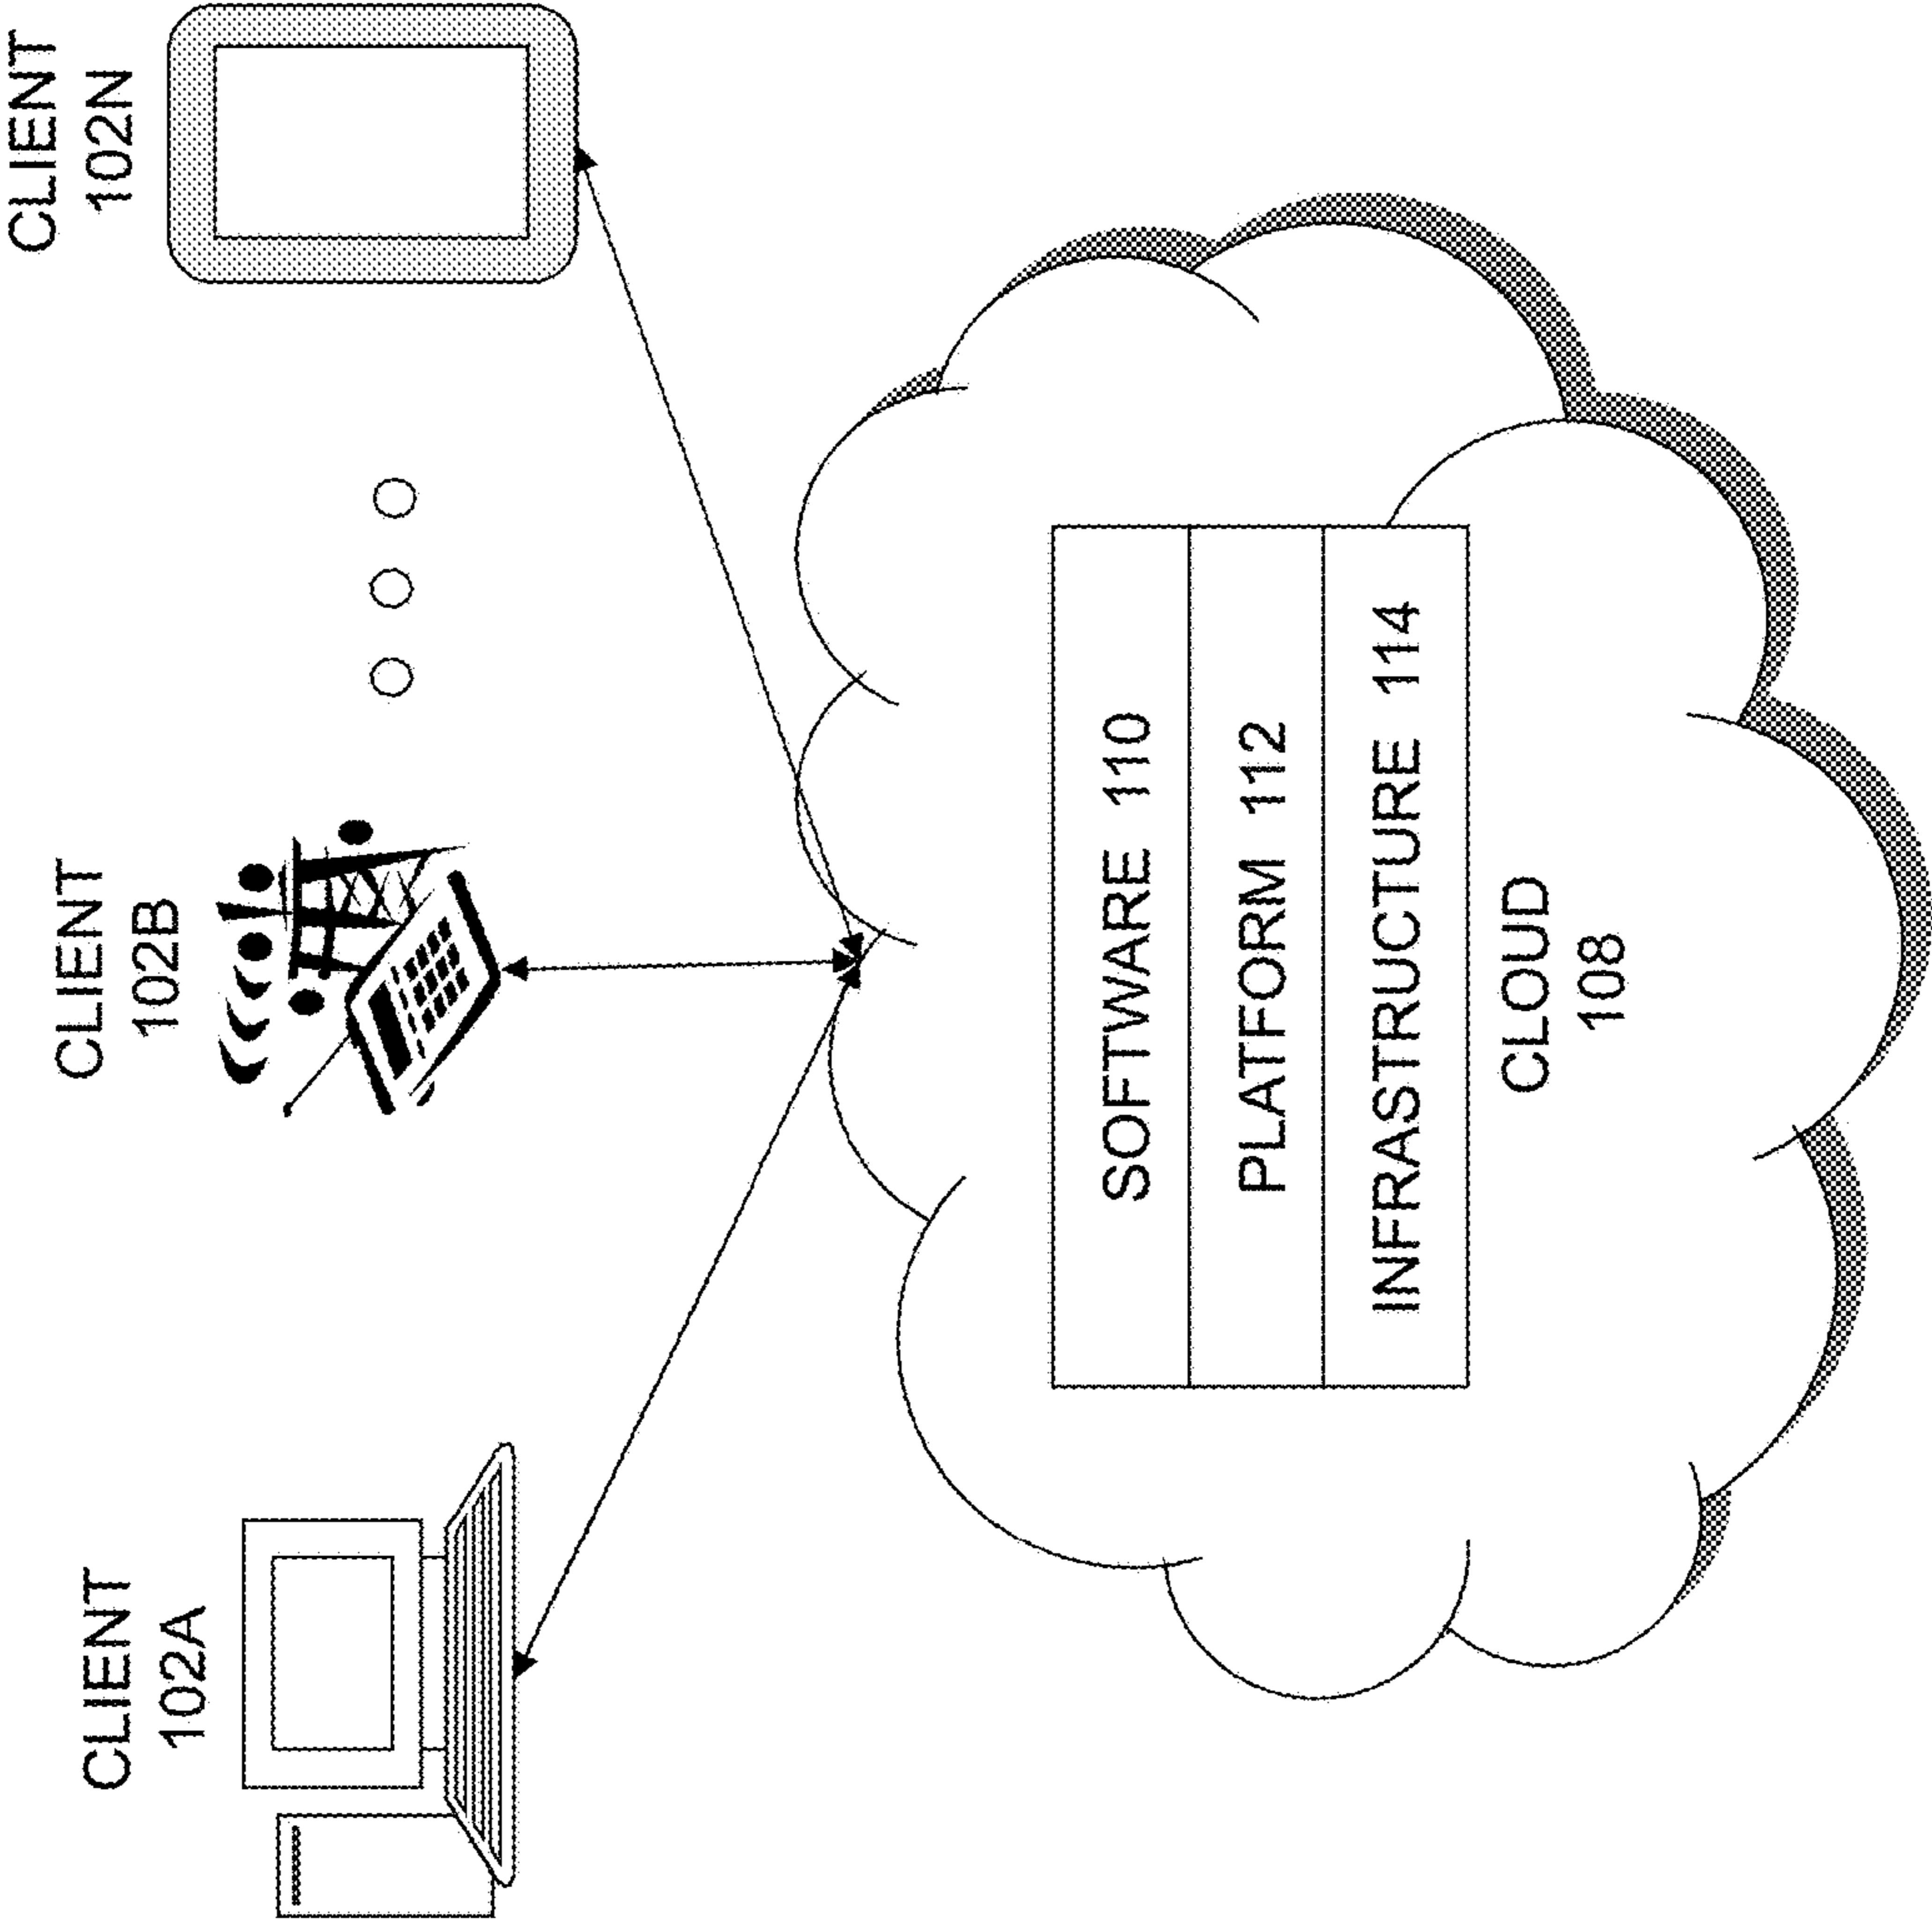 CLIENT
102A
CLIENT
102B
CLIENT
102N
SOFTWARE 110
PLATFORM 112
INFRASTRUCTURE 114
CLOUD
108